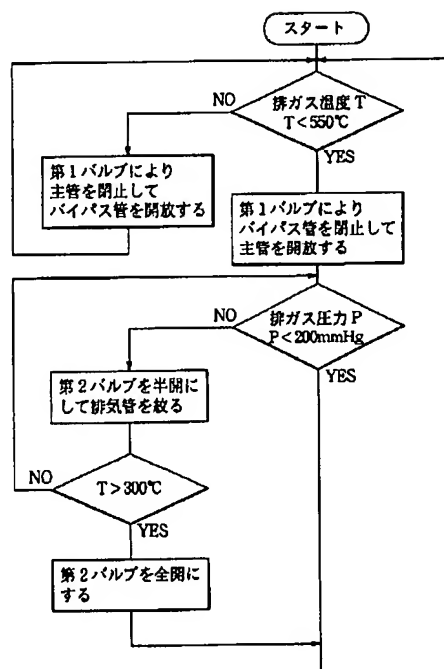 スタート
排ガス温度 T
T<550℃
NO
YES
第1バルブにより
主管を閉止して
バイパス管を開放する
第1バルブにより
バイパス管を閉止して
主管を開放する
排ガス圧力 P
P<200mmHg
NO
YES
第2バルブを半開に
して排気管を絞る
T>300℃
NO
YES
第2バルブを全開に
する